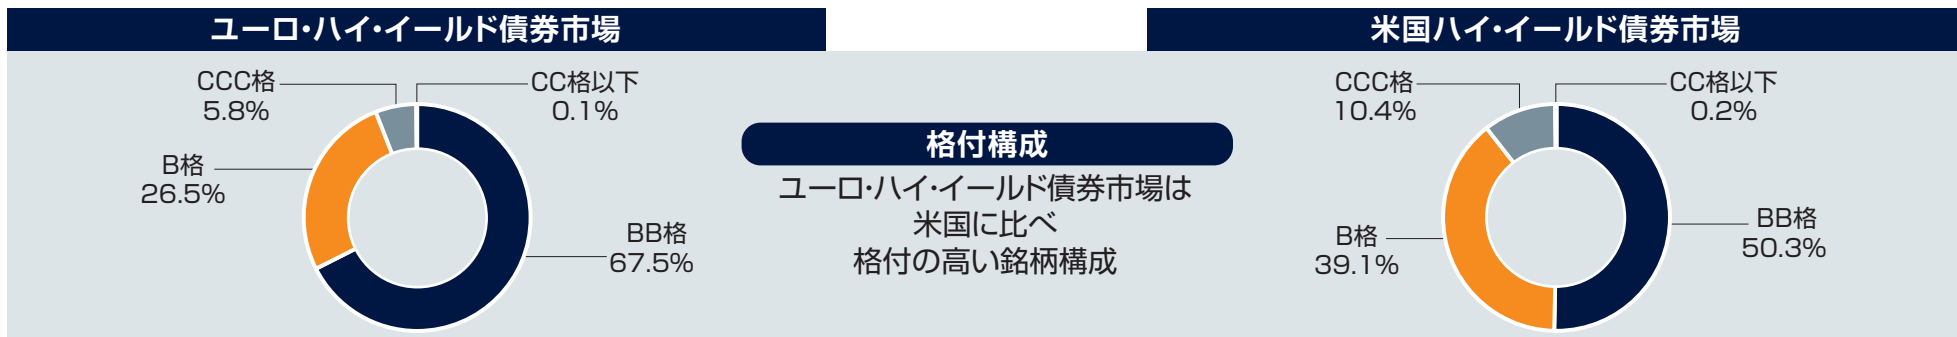 ユーロ・ハイ・イールド債券市場
CCC格
5.8%
CC格以下
0.1%
B格
26.5%
BB格
67.5%
格付構成
ユーロ・ハイ・イールド債券市場は
米国に比べ
格付の高い銘柄構成
米国ハイ・イールド債券市場
CCC格
10.4%
CC格以下
0.2%
B格
39.1%
BB格
50.3%